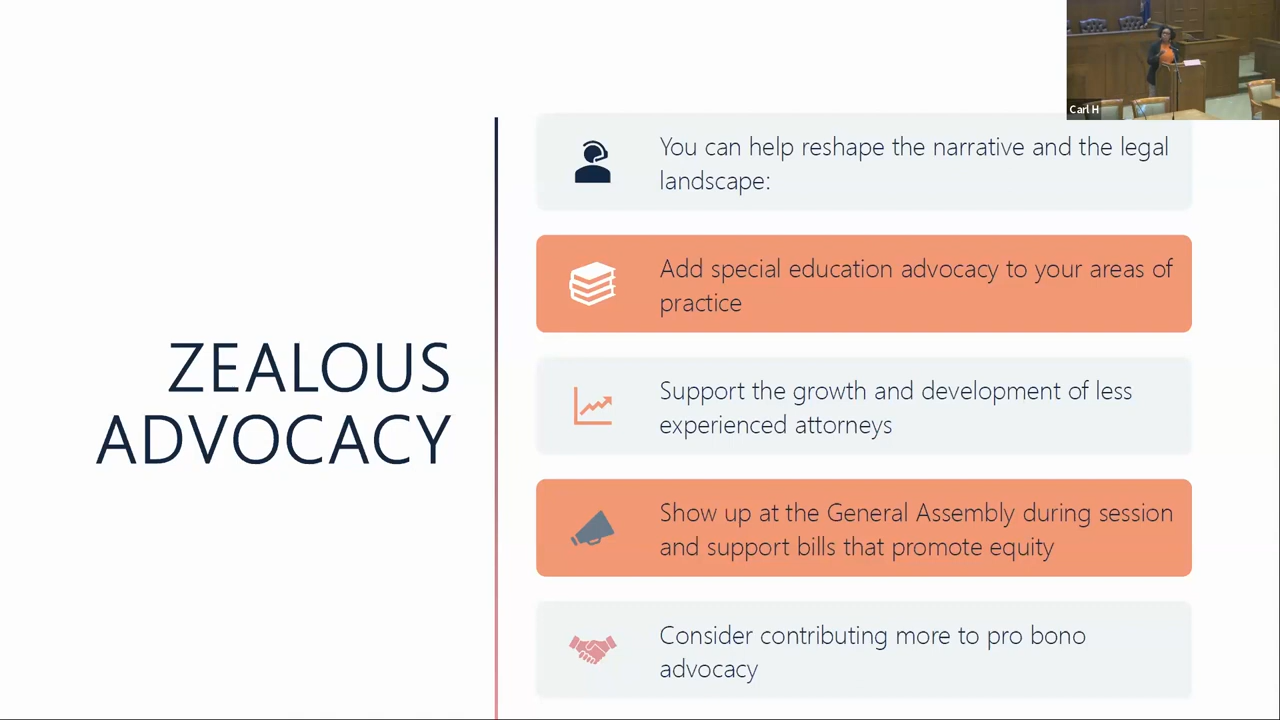 Carl H
ZEALOUS
ADVOCACY
You can help reshape the narrative and the legal
landscape:
Add special education advocacy to your areas of
practice
Support the growth and development of less
experienced attorneys
Show up at the General Assembly during session
and support bills that promote equity
Consider contributing more to pro bono
advocacy